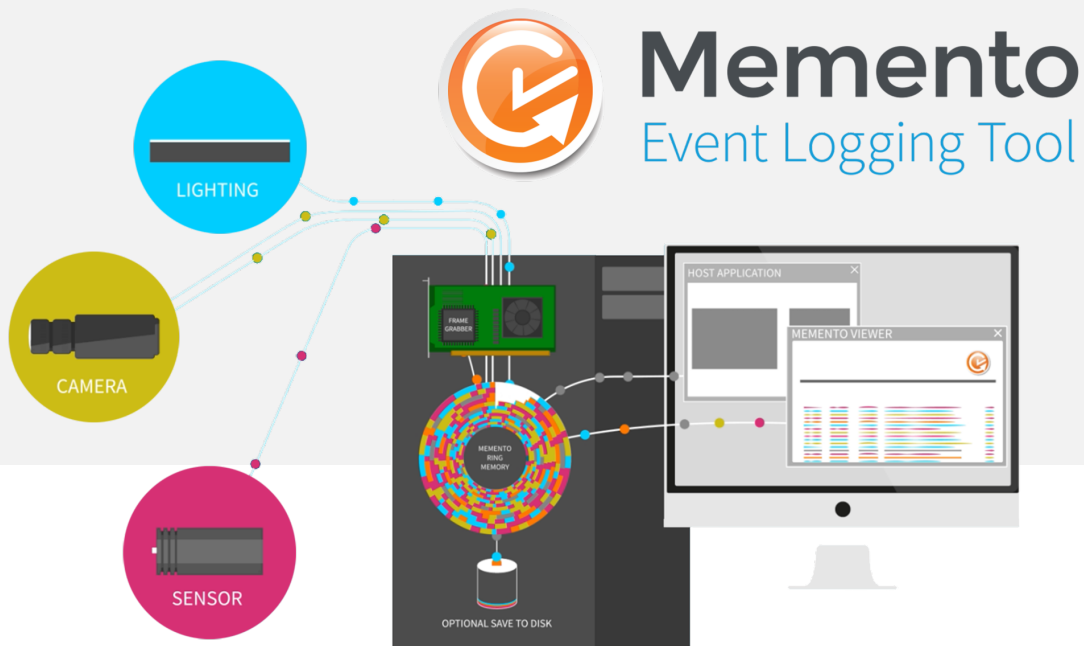 Memento
Event Logging Tool
LIGHTING
CAMERA
SENSOR
FRAME
GRABBER
MEMENTO
RING
MEMORY
OPTIONAL SAVE TO DISK
HOST APPLICATION
MEMENTO VIEWER